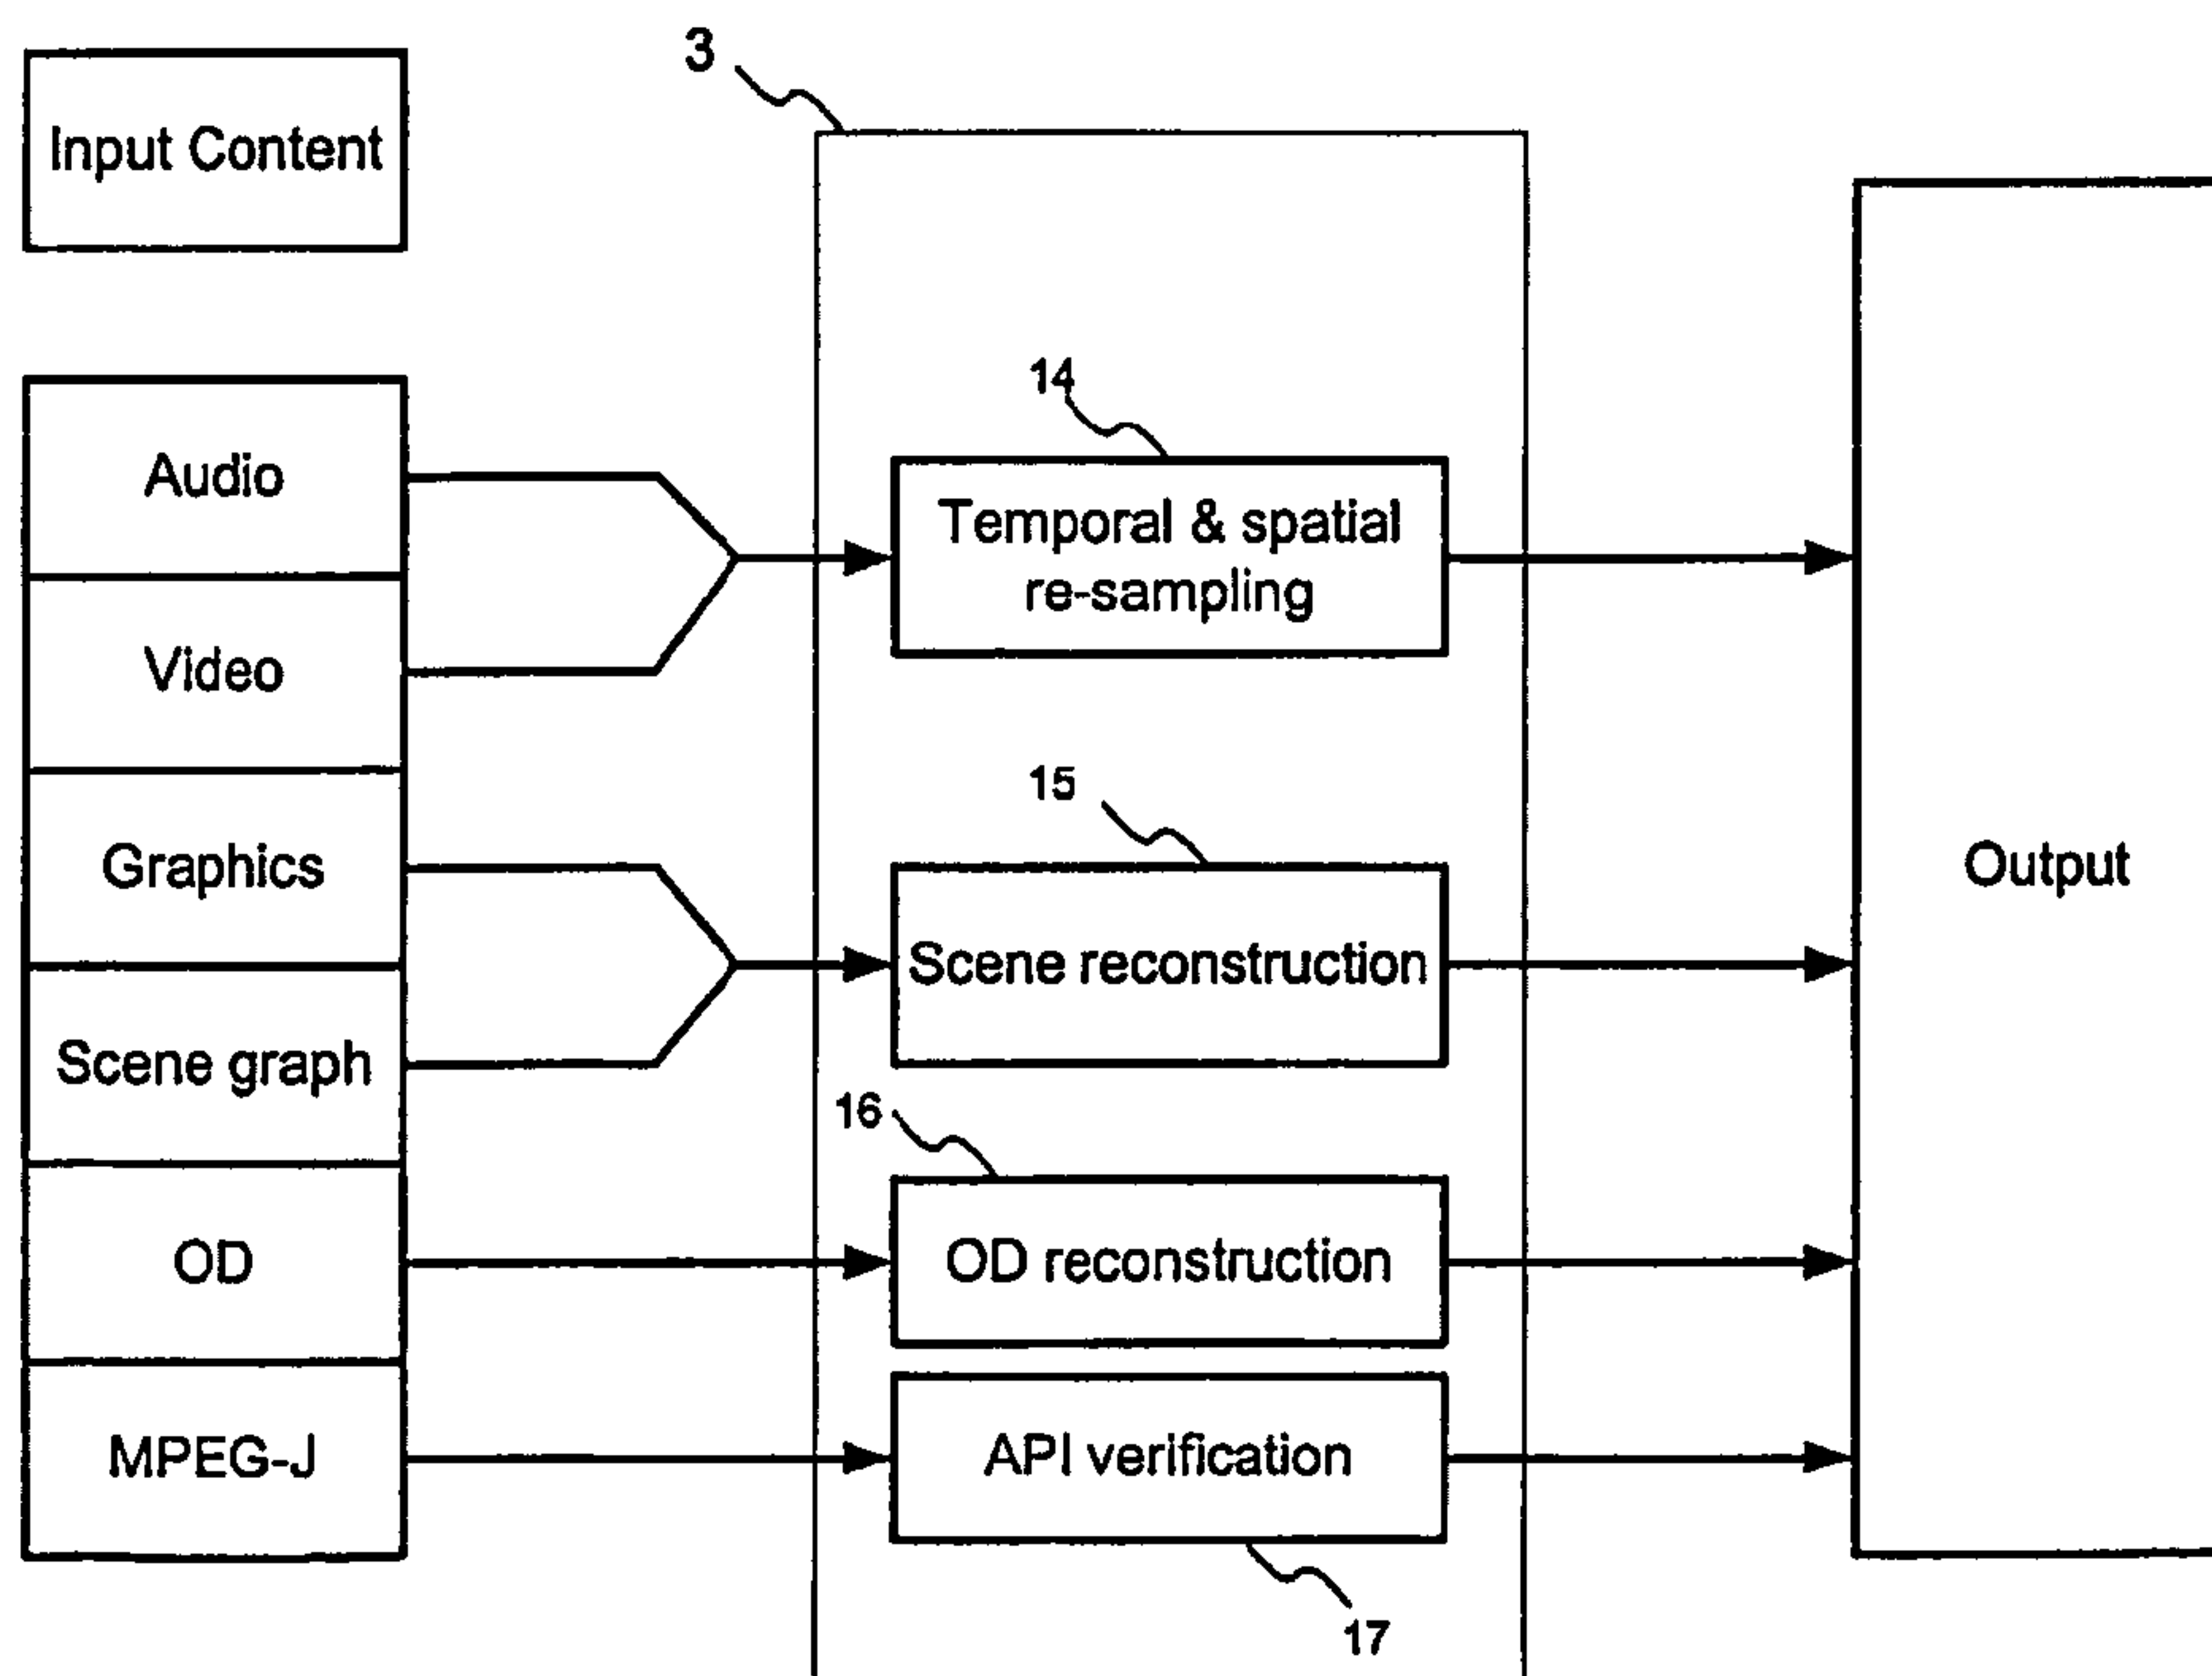 3
Input Content
14
Audio
Temporal & spatial
re-sampling
Video
15
Graphics
Output
Scene reconstruction
Scene graph
16
OD
OD reconstruction
MPEG-J
API verification
17